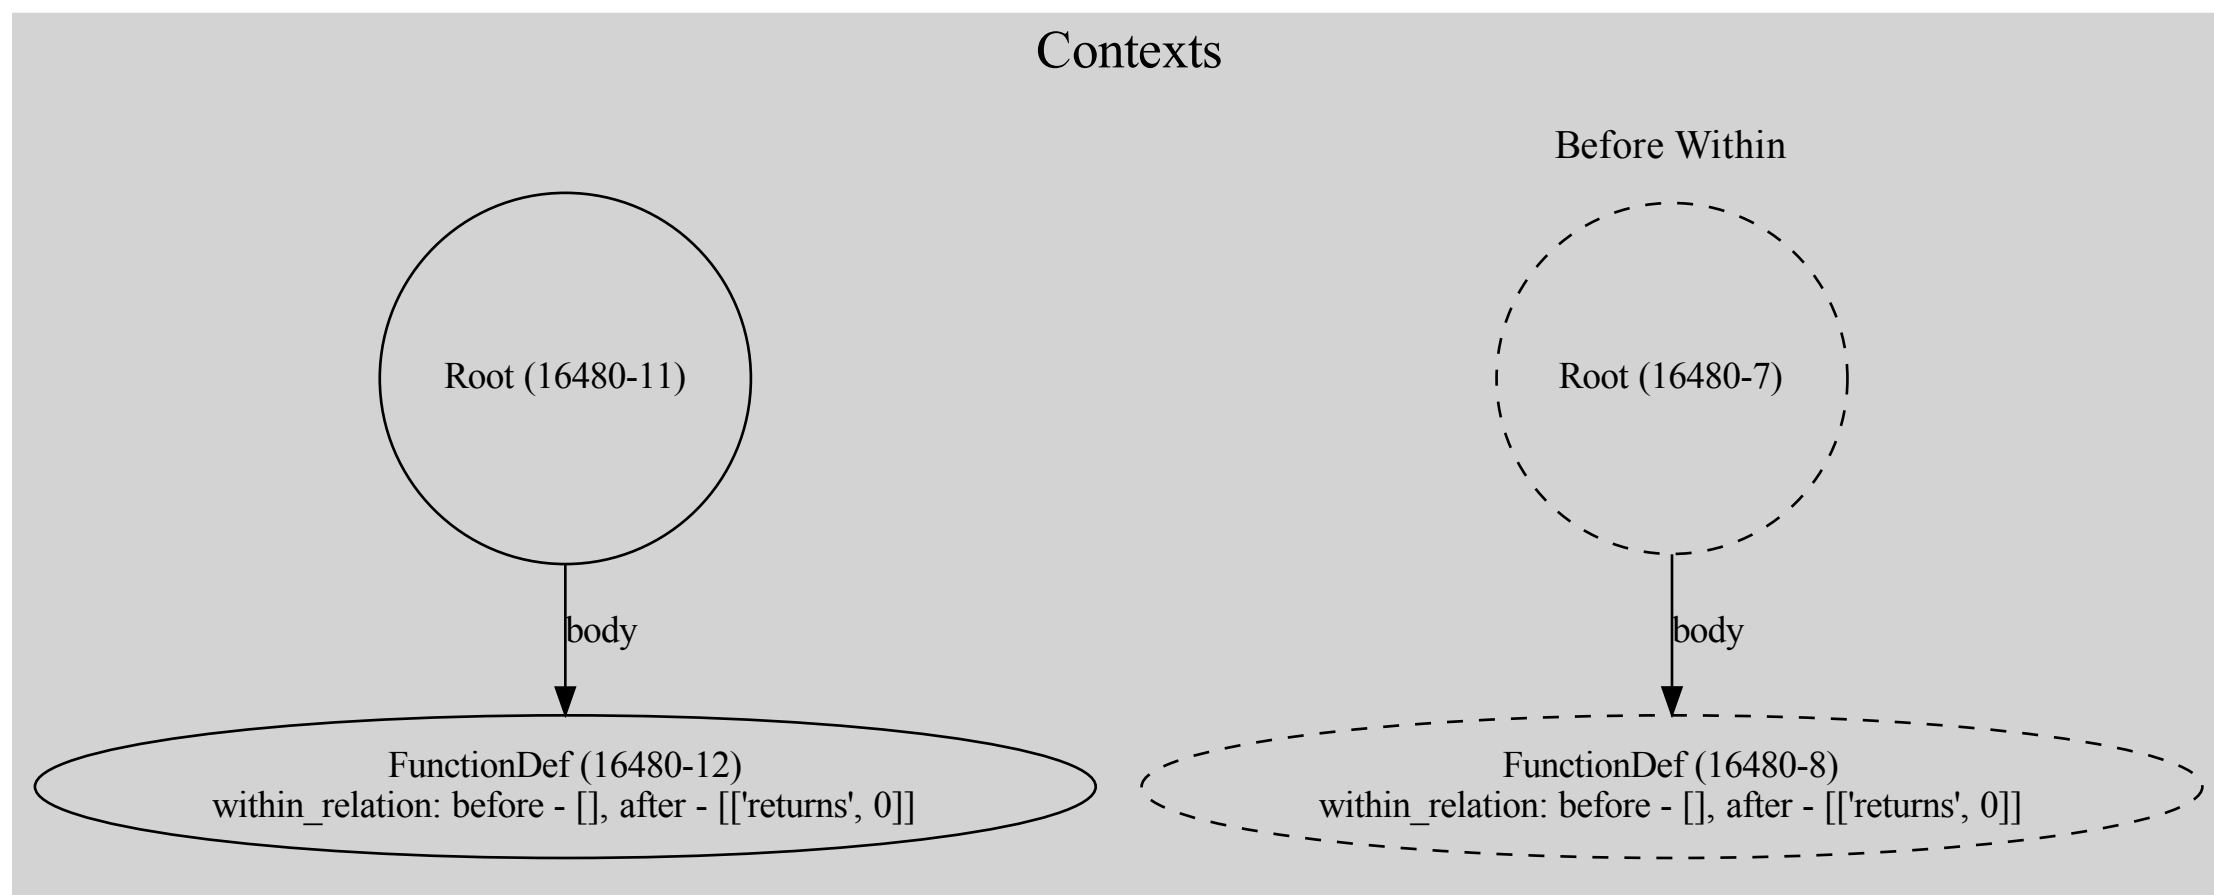 Contexts
Before Within
Root (16480-11)
Root (16480-7)
body
body
FunctionDef (16480-12)
within_relation: before - [], after - [['returns', 0]]
FunctionDef (16480-8)
within_relation: before - [], after - [['returns', 0]]